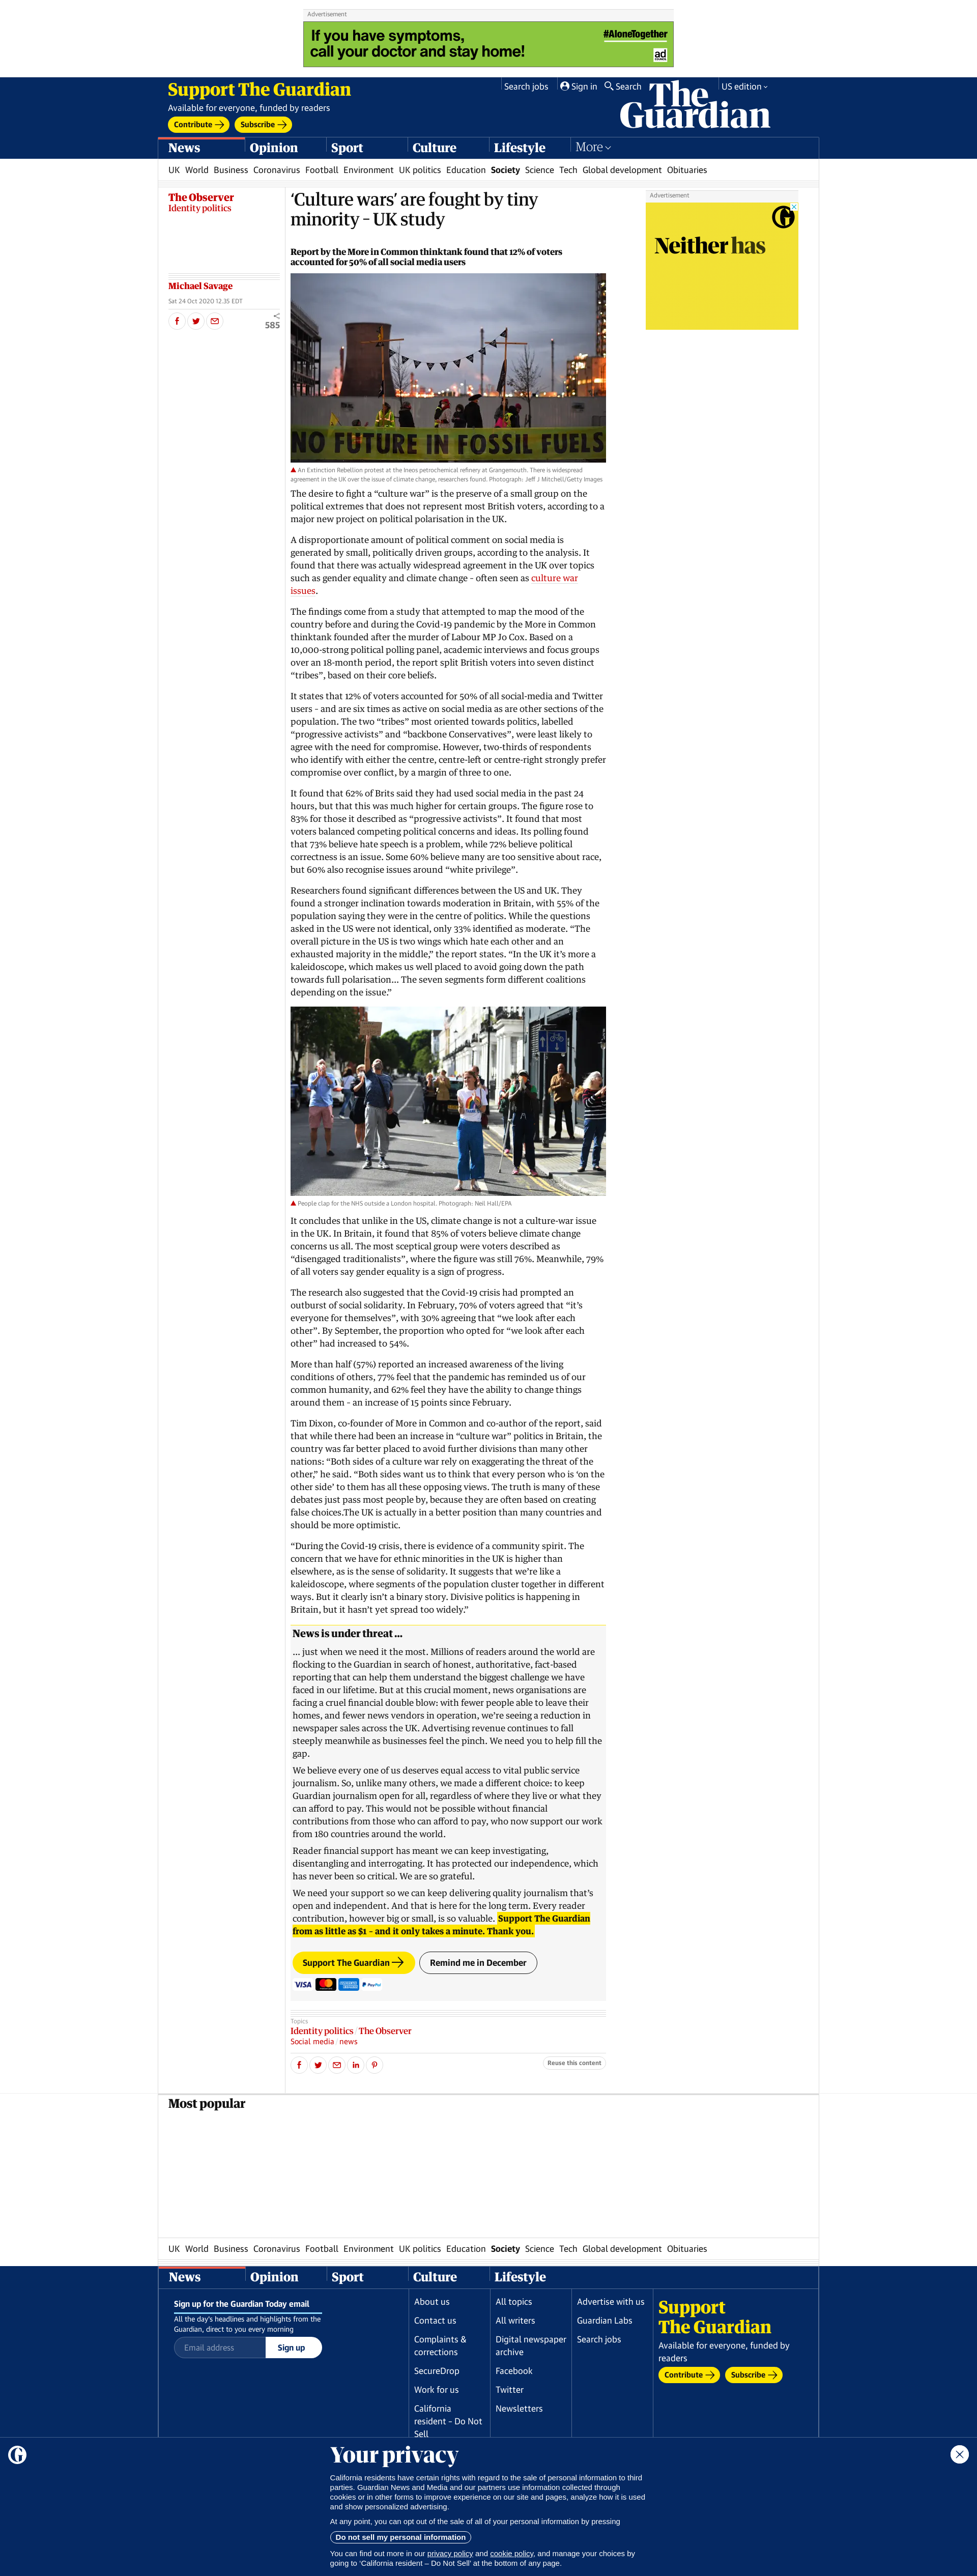 Advertisement
If you have symptoms,
call your doctor and stay home!
#AloneTogether
ad
Support The Guardian
Available for everyone, funded by readers
Contribute
Subscribe
Search jobs
Sign in
Search
US edition
The
Guardian
News
Opinion
Sport
Culture
Lifestyle
More
UK World Business Coronavirus Football Environment UK politics Education Society Science Tech Global development Obituaries
The Observer
Identity politics
‘Culture wars’ are fought by tiny
minority – UK study
Report by the More in Common thinktank found that 12% of voters
accounted for 50% of all social media users
Michael Savage
Sat 24 Oct 2020 12.35 EDT
585
Advertisement
Neither has
NO FUTURE IN FOSSIL FUELS
An Extinction Rebellion protest at the Ineos petrochemical refinery at Grangemouth. There is widespread
agreement in the UK over the issue of climate change, researchers found. Photograph: Jeff J Mitchell/Getty Images
The desire to fight a “culture war” is the preserve of a small group on the
political extremes that does not represent most British voters, according to a
major new project on political polarisation in the UK.
A disproportionate amount of political comment on social media is
generated by small, politically driven groups, according to the analysis. It
found that there was actually widespread agreement in the UK over topics
such as gender equality and climate change – often seen as culture war
issues.
The findings come from a study that attempted to map the mood of the
country before and during the Covid-19 pandemic by the More in Common
thinktank founded after the murder of Labour MP Jo Cox. Based on a
10,000-strong political polling panel, academic interviews and focus groups
over an 18-month period, the report split British voters into seven distinct
“tribes”, based on their core beliefs.
It states that 12% of voters accounted for 50% of all social-media and Twitter
users – and are six times as active on social media as are other sections of the
population. The two “tribes” most oriented towards politics, labelled
“progressive activists” and “backbone Conservatives”, were least likely to
agree with the need for compromise. However, two-thirds of respondents
who identify with either the centre, centre-left or centre-right strongly prefer
compromise over conflict, by a margin of three to one.
It found that 62% of Brits said they had used social media in the past 24
hours, but that this was much higher for certain groups. The figure rose to
83% for those it described as “progressive activists”. It found that most
voters balanced competing political concerns and ideas. Its polling found
that 73% believe hate speech is a problem, while 72% believe political
correctness is an issue. Some 60% believe many are too sensitive about race,
but 60% also recognise issues around “white privilege”.
Researchers found significant differences between the US and UK. They
found a stronger inclination towards moderation in Britain, with 55% of the
population saying they were in the centre of politics. While the questions
asked in the US were not identical, only 33% identified as moderate. “The
overall picture in the US is two wings which hate each other and an
exhausted majority in the middle,” the report states. “In the UK it’s more a
kaleidoscope, which makes us well placed to avoid going down the path
towards full polarisation... The seven segments form different coalitions
depending on the issue.”
People clap for the NHS outside a London hospital. Photograph: Neil Hall/EPA
It concludes that unlike in the US, climate change is not a culture-war issue
in the UK. In Britain, it found that 85% of voters believe climate change
concerns us all. The most sceptical group were voters described as
“disengaged traditionalists”, where the figure was still 76%. Meanwhile, 79%
of all voters say gender equality is a sign of progress.
The research also suggested that the Covid-19 crisis had prompted an
outburst of social solidarity. In February, 70% of voters agreed that “it’s
everyone for themselves”, with 30% agreeing that “we look after each
other”. By September, the proportion who opted for “we look after each
other” had increased to 54%.
More than half (57%) reported an increased awareness of the living
conditions of others, 77% feel that the pandemic has reminded us of our
common humanity, and 62% feel they have the ability to change things
around them – an increase of 15 points since February.
Tim Dixon, co-founder of More in Common and co-author of the report, said
that while there had been an increase in “culture war” politics in Britain, the
country was far better placed to avoid further divisions than many other
nations: “Both sides of a culture war rely on exaggerating the threat of the
other,” he said. “Both sides want us to think that every person who is ‘on the
other side’ to them has all these opposing views. The truth is many of these
debates just pass most people by, because they are often based on creating
false choices.The UK is actually in a better position than many countries and
should be more optimistic.
“During the Covid-19 crisis, there is evidence of a community spirit. The
concern that we have for ethnic minorities in the UK is higher than
elsewhere, as is the sense of solidarity. It suggests that we’re like a
kaleidoscope, where segments of the population cluster together in different
ways. But it clearly isn’t a binary story. Divisive politics is happening in
Britain, but it hasn’t yet spread too widely.”
News is under threat ...
... just when we need it the most. Millions of readers around the world are
flocking to the Guardian in search of honest, authoritative, fact-based
reporting that can help them understand the biggest challenge we have
faced in our lifetime. But at this crucial moment, news organisations are
facing a cruel financial double blow: with fewer people able to leave their
homes, and fewer news vendors in operation, we’re seeing a reduction in
newspaper sales across the UK. Advertising revenue continues to fall
steeply meanwhile as businesses feel the pinch. We need you to help fill the
gap.
We believe every one of us deserves equal access to vital public service
journalism. So, unlike many others, we made a different choice: to keep
Guardian journalism open for all, regardless of where they live or what they
can afford to pay. This would not be possible without financial
contributions from those who can afford to pay, who now support our work
from 180 countries around the world.
Reader financial support has meant we can keep investigating,
disentangling and interrogating. It has protected our independence, which
has never been so critical. We are so grateful.
We need your support so we can keep delivering quality journalism that’s
open and independent. And that is here for the long term. Every reader
contribution, however big or small, is so valuable. Support The Guardian
from as little as $1 – and it only takes a minute. Thank you.
Support The Guardian
Remind me in December
VISA
PayPal
Topics
Identity politics The Observer
Social media news
Reuse this content
Most popular
UK World Business Coronavirus Football Environment UK politics Education Society Science Tech Global development Obituaries
News
Opinion
Sport
Culture
Lifestyle
Sign up for the Guardian Today email
All the day’s headlines and highlights from the
Guardian, direct to you every morning
Email address
Sign up
About us
Contact us
Complaints &
corrections
SecureDrop
Work for us
California
resident – Do Not
Sell
All topics
All writers
Digital newspaper
archive
Facebook
Twitter
Newsletters
Advertise with us
Guardian Labs
Search jobs
Support
The Guardian
Available for everyone, funded by
readers
Contribute
Subscribe
Your privacy
California residents have certain rights with regard to the sale of personal information to third
parties. Guardian News and Media and our partners use information collected through
cookies or in other forms to improve experience on our site and pages, analyze how it is used
and show personalized advertising.
At any point, you can opt out of the sale of all of your personal information by pressing
Do not sell my personal information
You can find out more in our privacy policy and cookie policy, and manage your choices by
going to ‘California resident – Do Not Sell’ at the bottom of any page.